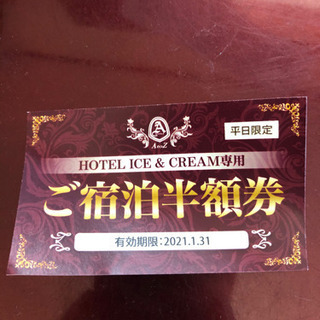 A
AtoZ
平日限定
HOTEL ICE & CREAM専用
ご宿泊半額券
有効期限：2021.1.31